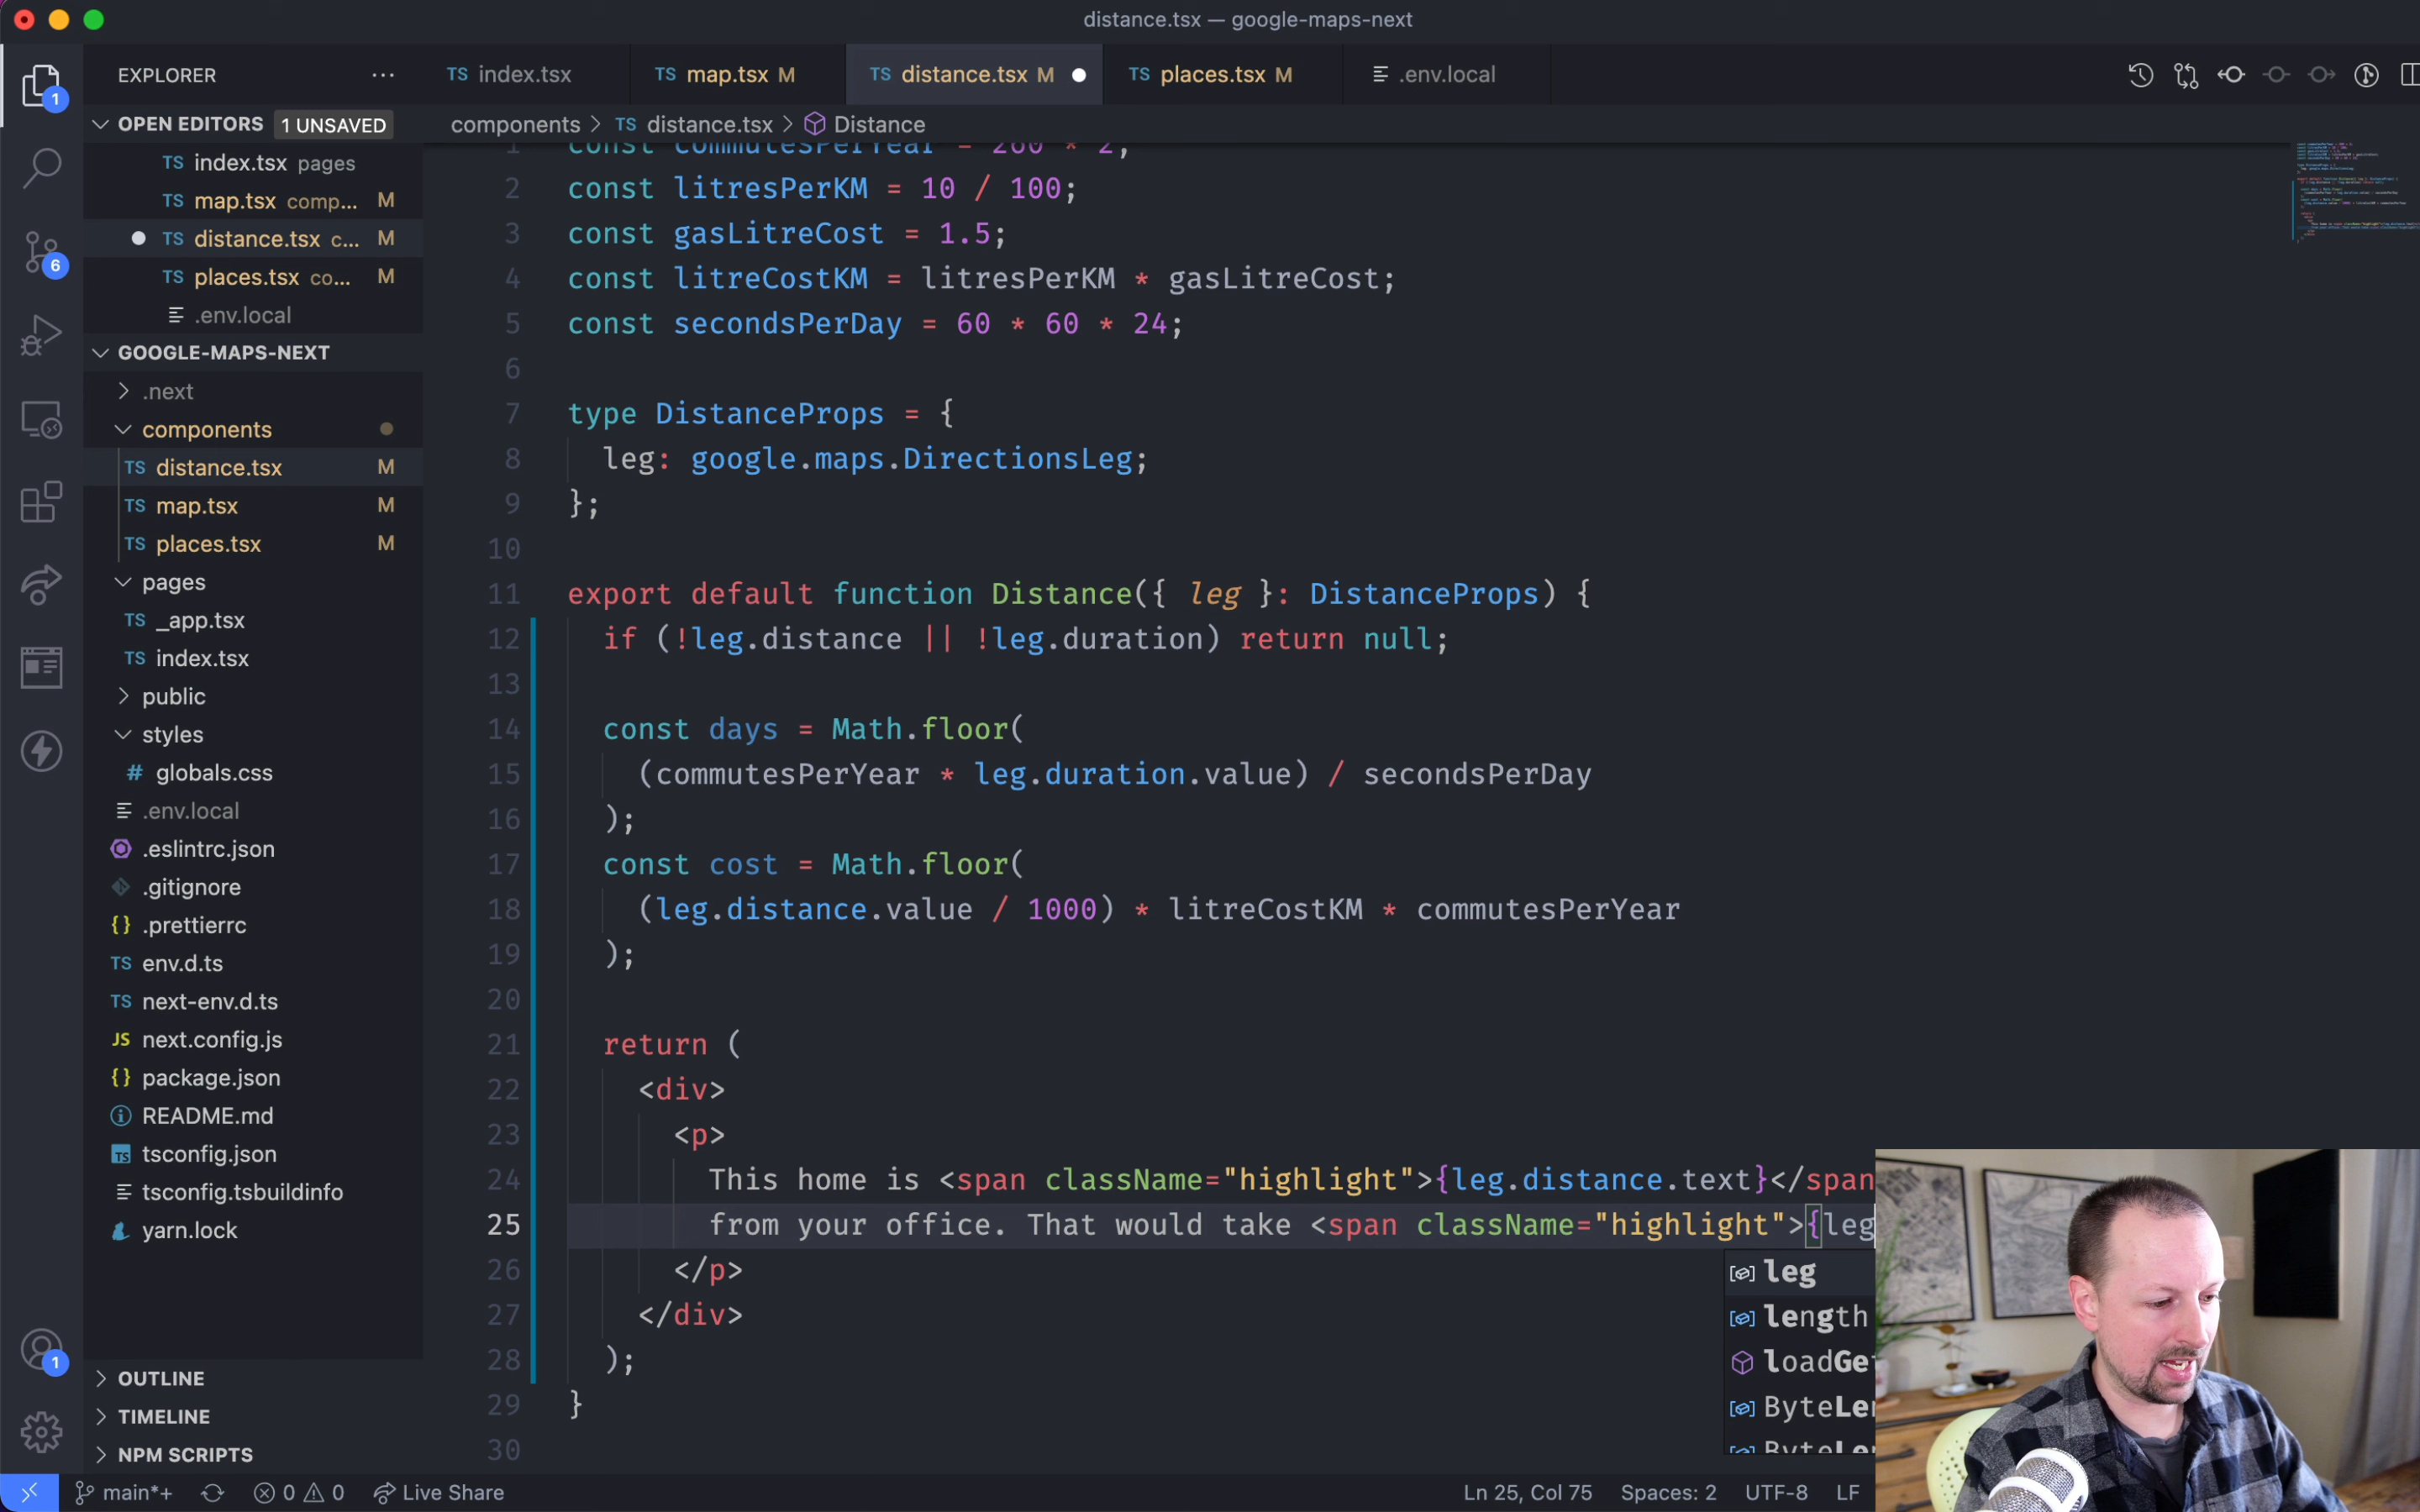 distance.tsx — google-maps-next
EXPLORER
TS index.tsx
TS map.tsx M
TS distance.tsx M
TS places.tsx M
.env.local
OPEN EDITORS 1 UNSAVED
components > TS distance.tsx > Distance
TS index.tsx pages
TS map.tsx comp... M
TS distance.tsx c... M
TS places.tsx co... M
.env.local
GOOGLE-MAPS-NEXT
.next
components
TS distance.tsx M
TS map.tsx M
TS places.tsx M
pages
TS _app.tsx
TS index.tsx
public
styles
# globals.css
.env.local
.eslintrc.json
.gitignore
{} .prettierrc
TS env.d.ts
TS next-env.d.ts
JS next.config.js
{} package.json
README.md
TS tsconfig.json
tsconfig.tsbuildinfo
yarn.lock
OUTLINE
TIMELINE
NPM SCRIPTS
1 const commutesPerYear = 260 * 2;
2 const litresPerKM = 10 / 100;
3 const gasLitreCost = 1.5;
4 const litreCostKM = litresPerKM * gasLitreCost;
5 const secondsPerDay = 60 * 60 * 24;
6
7 type DistanceProps = {
8 leg: google.maps.DirectionsLeg;
9 };
10
11 export default function Distance({ leg }: DistanceProps) {
12 if (!leg.distance || !leg.duration) return null;
13
14 const days = Math.floor(
15 (commutesPerYear * leg.duration.value) / secondsPerDay
16 );
17 const cost = Math.floor(
18 (leg.distance.value / 1000) * litreCostKM * commutesPerYear
19 );
20
21 return (
22 <div>
23 <p>
24 This home is <span className="highlight">{leg.distance.text}</span
25 from your office. That would take <span className="highlight">{leg
26 </p>
27 </div>
28 );
29 }
30
leg
length
loadGe
ByteLe
1
6
1
main*+
0 0
Live Share
Ln 25, Col 75
Spaces: 2
UTF-8
LF